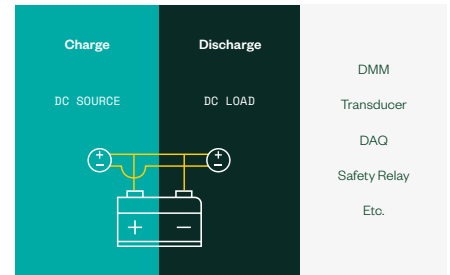 Charge
DC SOURCE
Discharge
DC LOAD
DMM
Transducer
DAQ
Safety Relay
Etc.
+
−
+
−
+
−